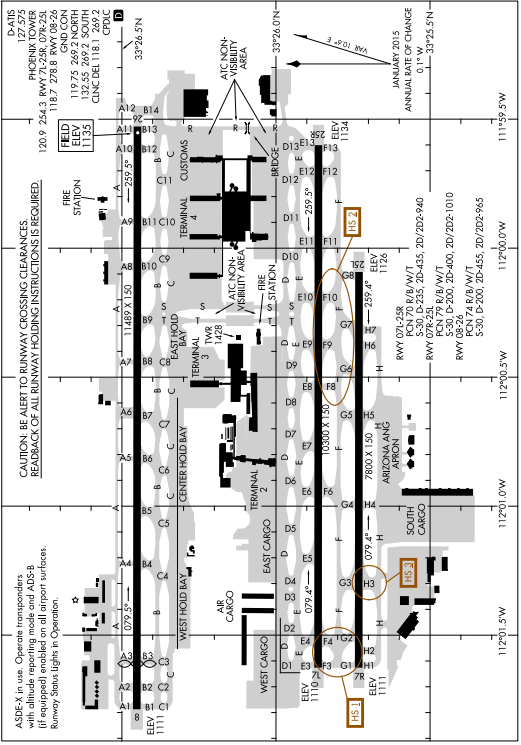 D-ATIS
127.575
PHOENIX TOWER
120.9 254.3 RWY 7L-25R, 07R-25L
118.7 278.8 RWY 08-26
GND CON
119.75 269.2 NORTH
132.55 269.2 SOUTH
CLNC DEL 118.1 269.2
CPDLC
D
CAUTION: BE ALERT TO RUNWAY CROSSING CLEARANCES.
READBACK OF ALL RUNWAY HOLDING INSTRUCTIONS IS REQUIRED.
ASDE-X in use. Operate transponders
with altitude reporting mode and ADS-B
(if equipped) enabled on all airport surfaces.
Runway Status Lights in Operation.
33°26.5'N
33°26.0'N
33°25.5'N
VAR 10.6° E
JANUARY 2015
ANNUAL RATE OF CHANGE
0.1° W
111°59.5'W
112°00.0'W
112°00.5'W
112°01.0'W
112°01.5'W
FIELD
ELEV
1135
FIRE
STATION
ATC NON-
VISIBILITY
AREA
BRIDGE
CUSTOMS
TERMINAL
4
ATC NON-
VISIBILITY AREA
FIRE
STATION
EAST HOLD
BAY
TWR
1428
TERMINAL
3
CENTER HOLD BAY
TERMINAL
2
WEST HOLD BAY
AIR
CARGO
EAST CARGO
WEST CARGO
SOUTH
CARGO
ARIZONA ANG
APRON
A12 B14
A11 B13
A10 B12
A9 B11 C10
A8 B10 C9
A7 B8 C8
A6 B7 C7
A5 B6 C6
B5 C5
A4 B4 C4
A3 B3 C3
A2 B2 C2
A1 B1 C1
C11
B9
26
8
ELEV
1111
11489 X 150
259.5°
079.5°
R R R
S S S
T T T
D13 E13 F13
D12 E12 F12
D11 E11 F11
D10 E10 F10
D9 E9 F9
D8 E8 F8
D7 E7
D6 E6 F6
D5 E5
D4
D3
D2 E4 F4
D1 E3 F3
25R
ELEV
1134
7L
ELEV
1110
10300 X 150
259.5°
079.4°
25L
ELEV
1126
7R
ELEV
1111
7800 X 150
259.4°
079.4°
G8
G7 H7
G6 H6
G5 H5
G4 H4
G3 H3
G2 H2
G1 H1
HS 1
HS 2
HS 3
RWY 07L-25R
PCN 70 R/B/W/T
S-30, D-235, 2D-435, 2D/2D2-940
RWY 07R-25L
PCN 79 R/B/W/T
S-30, D-200, 2D-400, 2D/2D2-1010
RWY 08-26
PCN 74 R/B/W/T
S-30, D-200, 2D-455, 2D/2D2-965